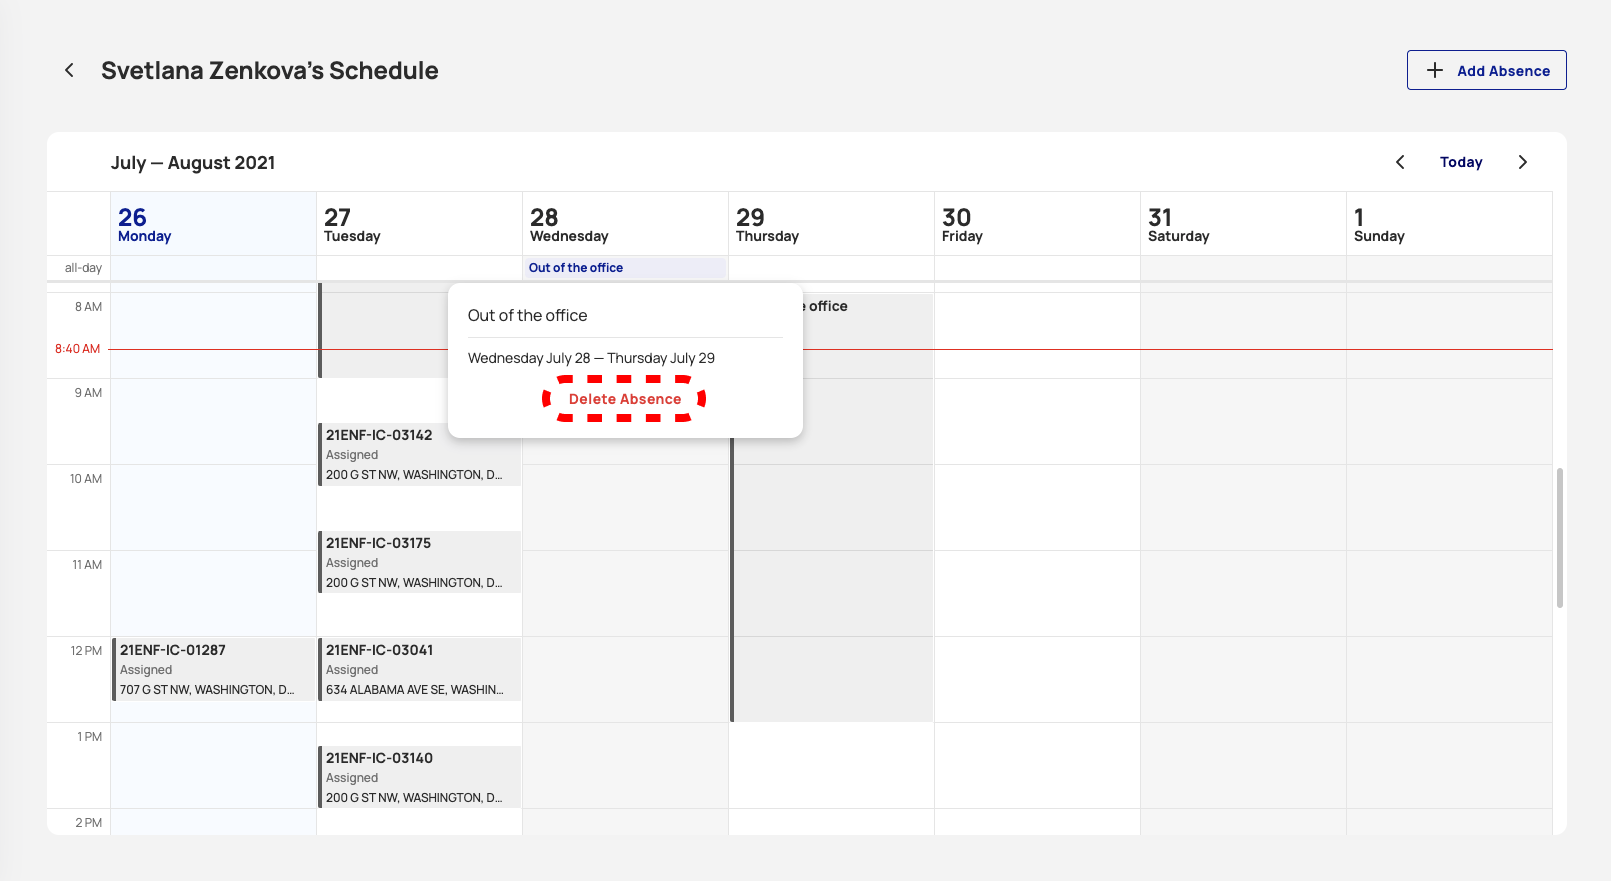 Svetlana Zenkova's Schedule
Add Absence
July — August 2021
Today
26
Monday
27
Tuesday
28
Wednesday
29
Thursday
30
Friday
31
Saturday
1
Sunday
all-day
Out of the office
8 AM
office
Out of the office
8:40 AM
Wednesday July 28 — Thursday July 29
9 AM
Delete Absence
21ENF-IC-03142
Assigned
200 G ST NW, WASHINGTON, D...
10 AM
21ENF-IC-03175
Assigned
200 G ST NW, WASHINGTON, D...
11 AM
12 PM
21ENF-IC-01287
Assigned
707 G ST NW, WASHINGTON, D...
21ENF-IC-03041
Assigned
634 ALABAMA AVE SE, WASHIN...
1 PM
21ENF-IC-03140
Assigned
200 G ST NW, WASHINGTON, D...
2 PM